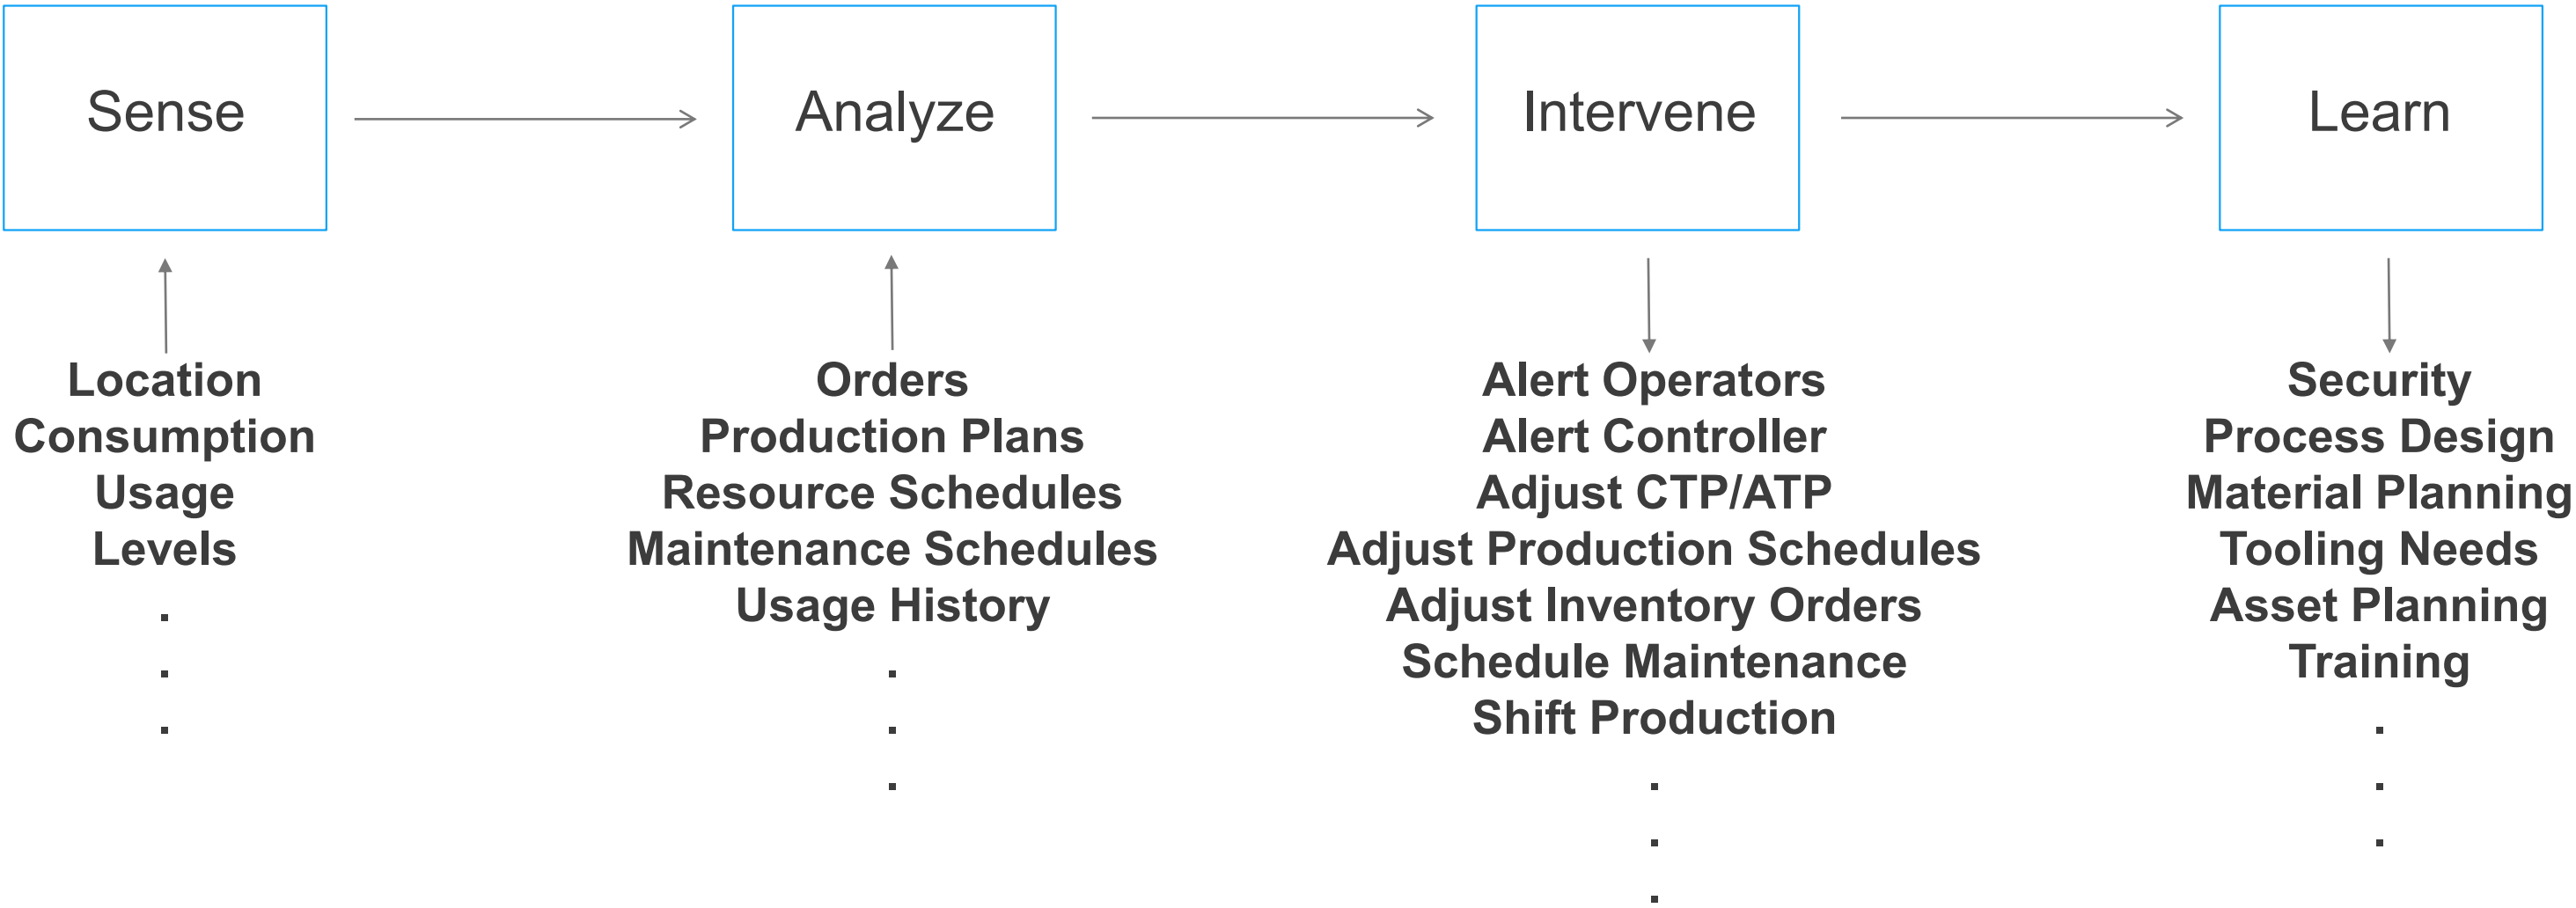 Sense
Analyze
Intervene
Learn
Location
Consumption
Usage
Levels
.
.
.
Orders
Production Plans
Resource Schedules
Maintenance Schedules
Usage History
.
.
.
Alert Operators
Alert Controller
Adjust CTP/ATP
Adjust Production Schedules
Adjust Inventory Orders
Schedule Maintenance
Shift Production
.
.
.
Security
Process Design
Material Planning
Tooling Needs
Asset Planning
Training
.
.
.